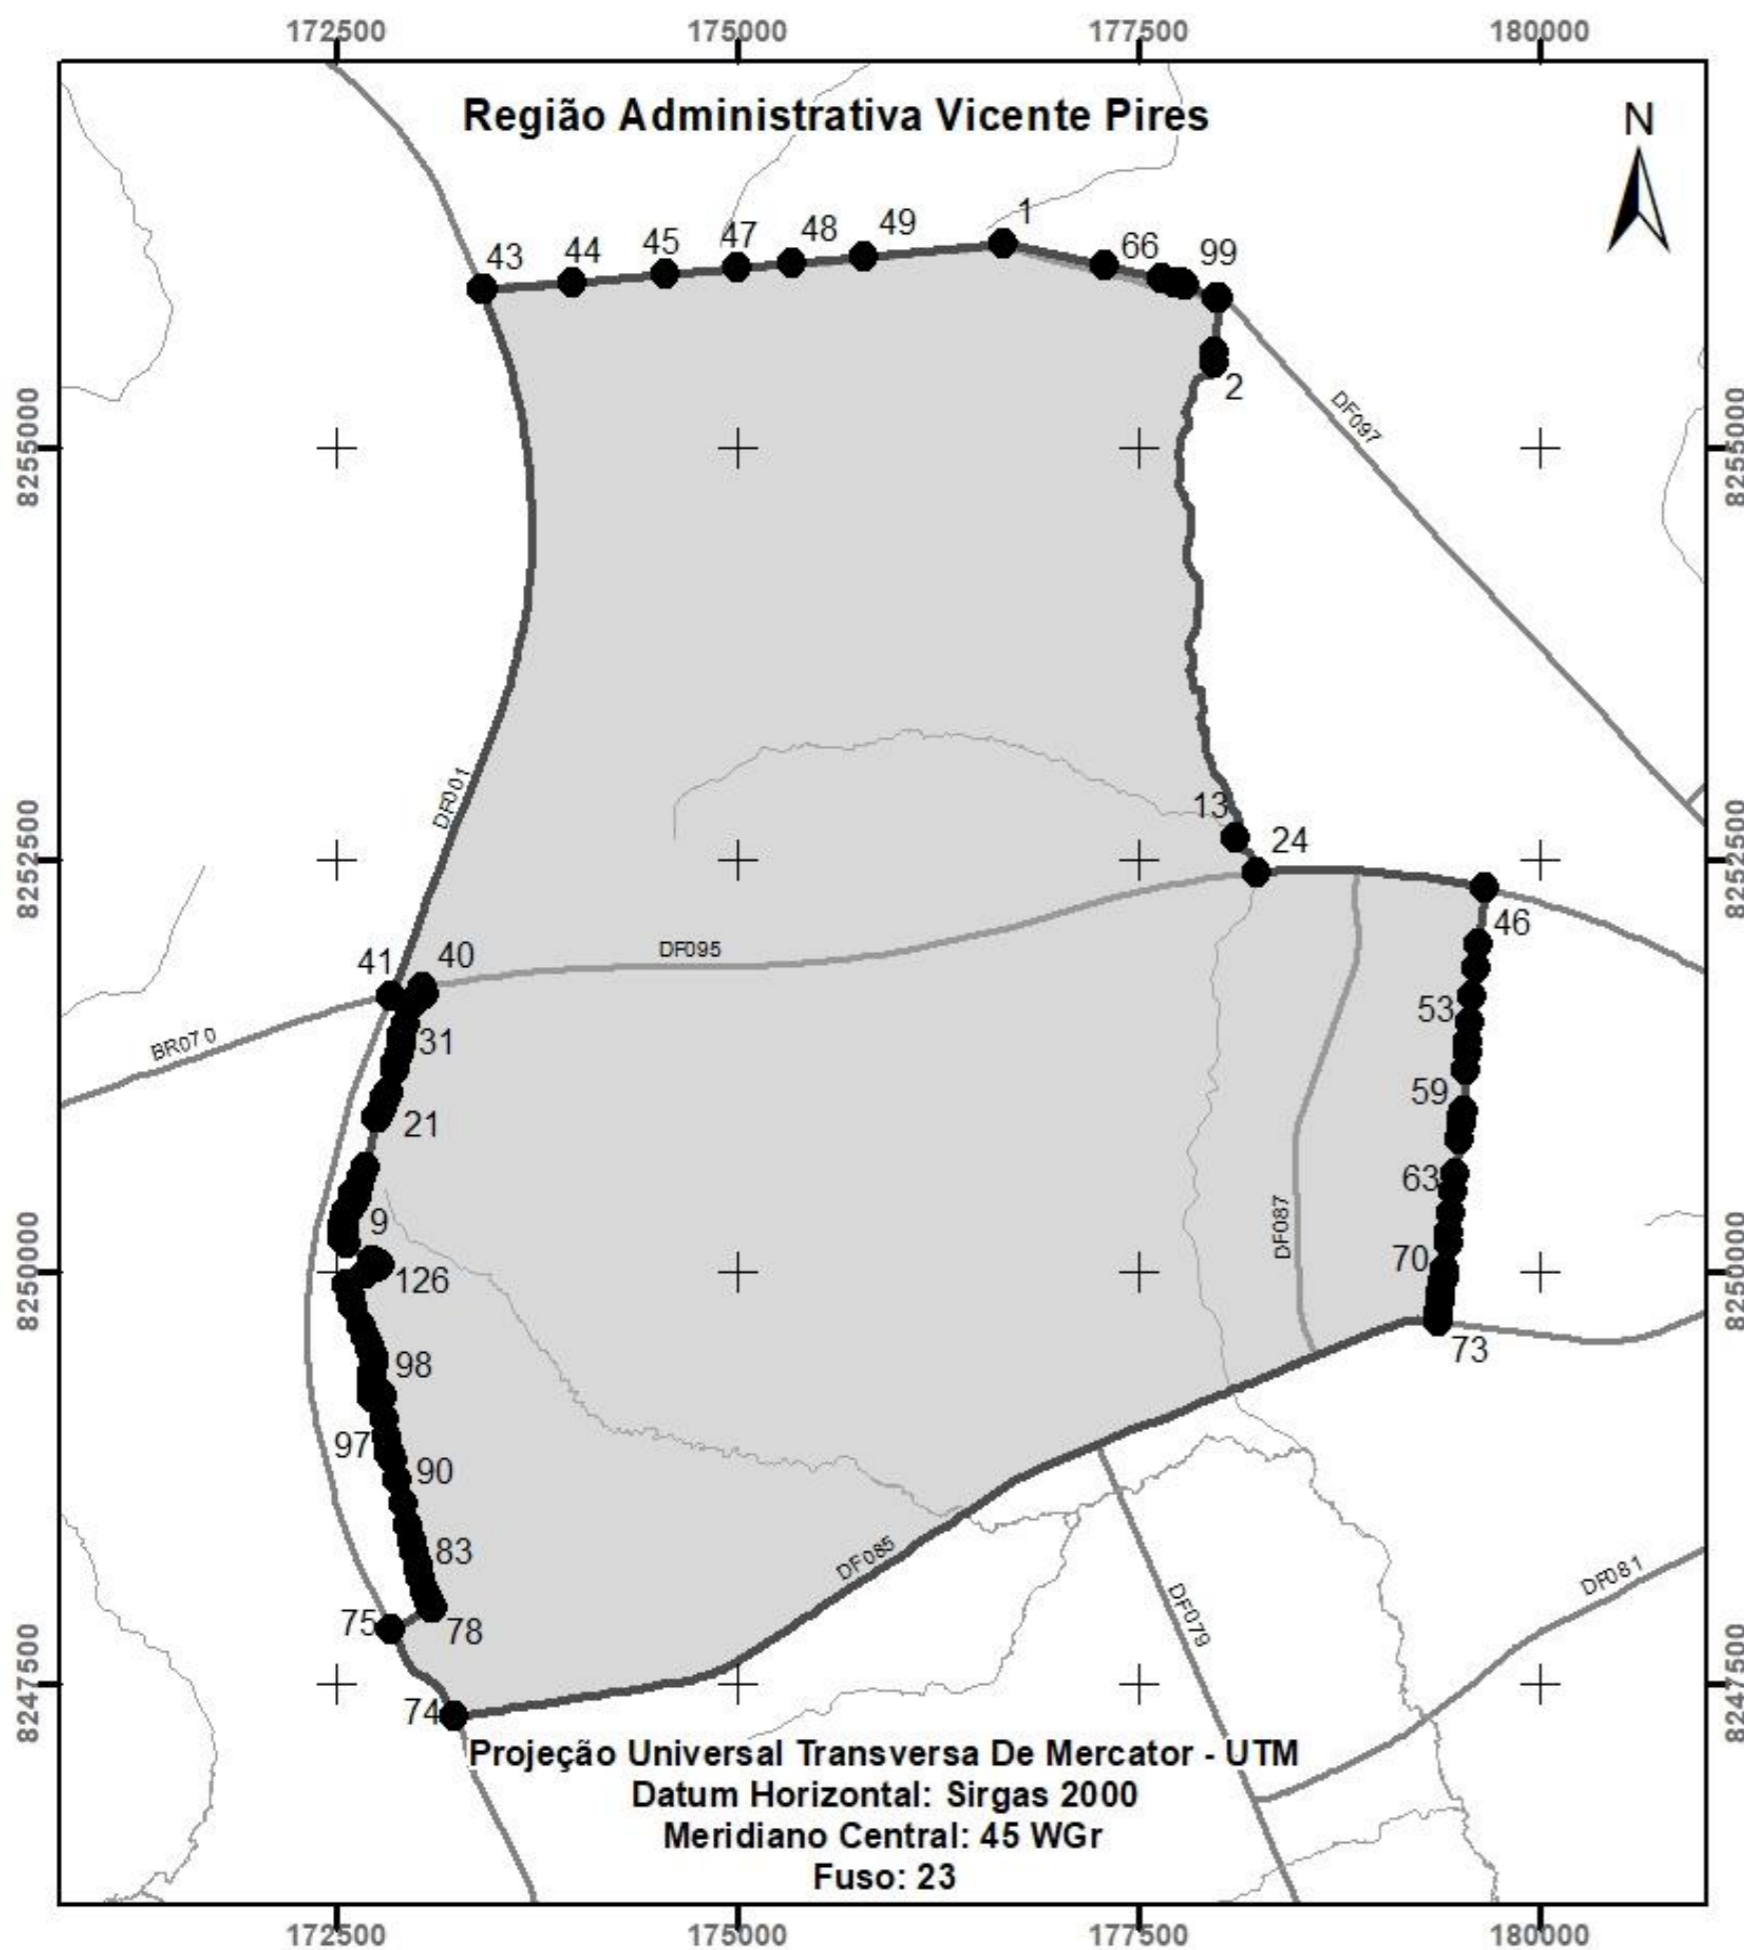 172500 175000 177500 180000
Região Administrativa Vicente Pires
N
1
43 44 45 47 48 49 66 99
2
DF097
8255000 8255000
DF001
13
24
8252500 8252500
46
41 40
DF095
53
31
BR070
59
21
63
9
DF087
70
126
8250000 8250000
73
98
97
90
83
DF085
DF081
75 78
DF079
8247500 8247500
74
Projeção Universal Transversa De Mercator - UTM
Datum Horizontal: Sirgas 2000
Meridiano Central: 45 WGr
Fuso: 23
172500 175000 177500 180000